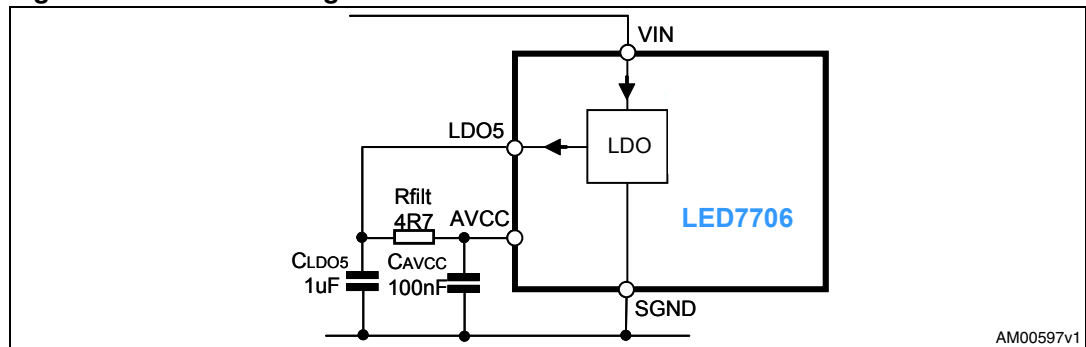 VIN
LDO5
LDO
Rfilt
4R7
AVCC
LED7706
CLDO5
1uF
CAVCC
100nF
SGND
AM00597v1